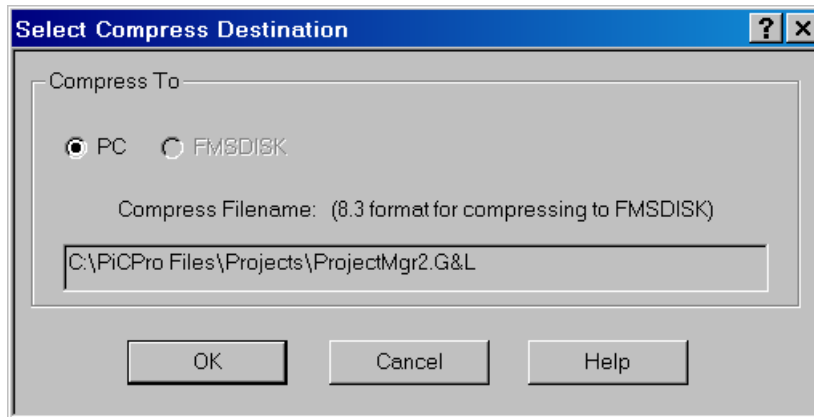 Select Compress Destination
Compress To
PC FMSDISK
Compress Filename: (8.3 format for compressing to FMSDISK)
C:\PiCPro Files\Projects\ProjectMgr2.G&L
OK Cancel Help